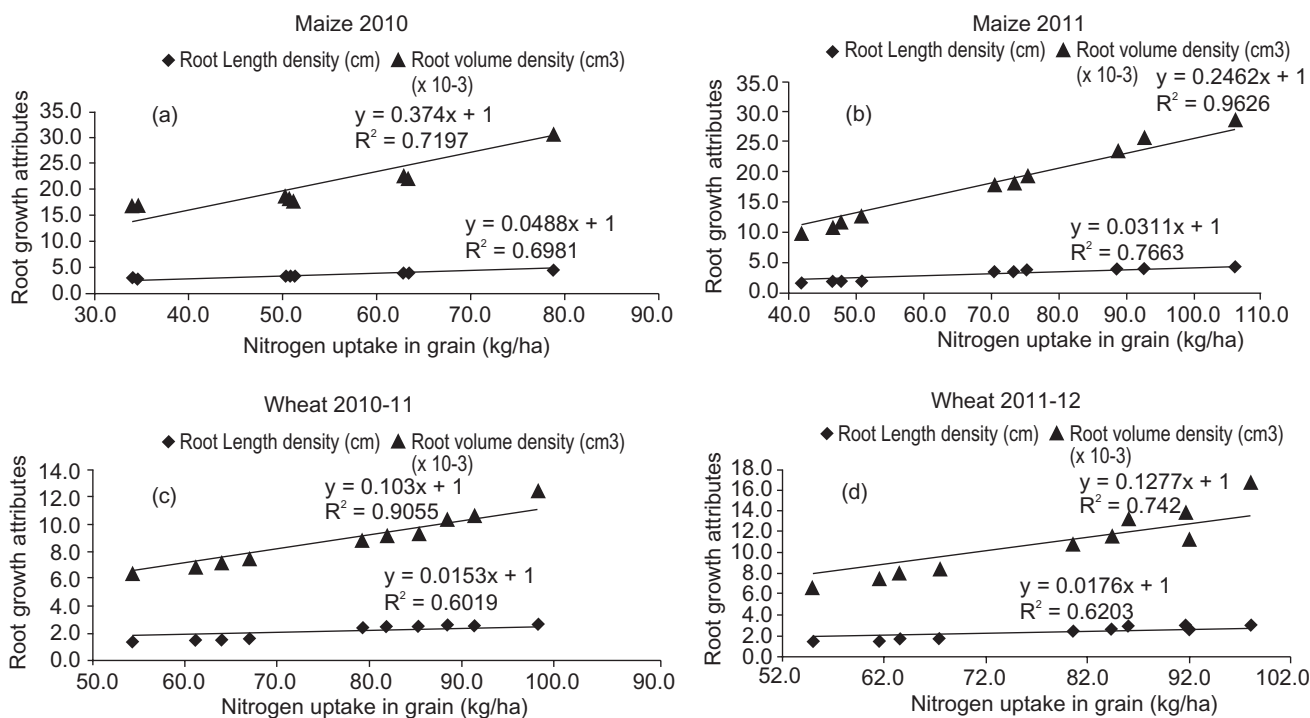 Maize 2010
◆ Root Length density (cm) ▲ Root volume density (cm3)
(x 10-3)
(a)
y = 0.374x + 1
R² = 0.7197
y = 0.0488x + 1
R² = 0.6981
Root growth attributes
35.0
30.0
25.0
20.0
15.0
10.0
5.0
0.0
30.0 40.0 50.0 60.0 70.0 80.0 90.0
Nitrogen uptake in grain (kg/ha)
Maize 2011
◆ Root Length density (cm) ▲ Root volume density (cm3)
(x 10-3)
y = 0.2462x + 1
R² = 0.9626
(b)
y = 0.0311x + 1
R² = 0.7663
Root growth attributes
35.0
30.0
25.0
20.0
15.0
10.0
5.0
0.0
40.0 50.0 60.0 70.0 80.0 90.0 100.0 110.0
Nitrogen uptake in grain (kg/ha)
Wheat 2010-11
◆ Root Length density (cm) ▲ Root volume density (cm3)
(x 10-3)
(c)
y = 0.103x + 1
R² = 0.9055
y = 0.0153x + 1
R² = 0.6019
Root growth attributes
14.0
12.0
10.0
8.0
6.0
4.0
2.0
0.0
50.0 60.0 70.0 80.0 90.0 100.0 90.0
Nitrogen uptake in grain (kg/ha)
Wheat 2011-12
◆ Root Length density (cm) ▲ Root volume density (cm3)
(x 10-3)
(d)
y = 0.1277x + 1
R² = 0.742
y = 0.0176x + 1
R² = 0.6203
Root growth attributes
18.0
16.0
14.0
12.0
10.0
8.0
6.0
4.0
2.0
0.0
52.0 62.0 72.0 82.0 92.0 102.0
Nitrogen uptake in grain (kg/ha)